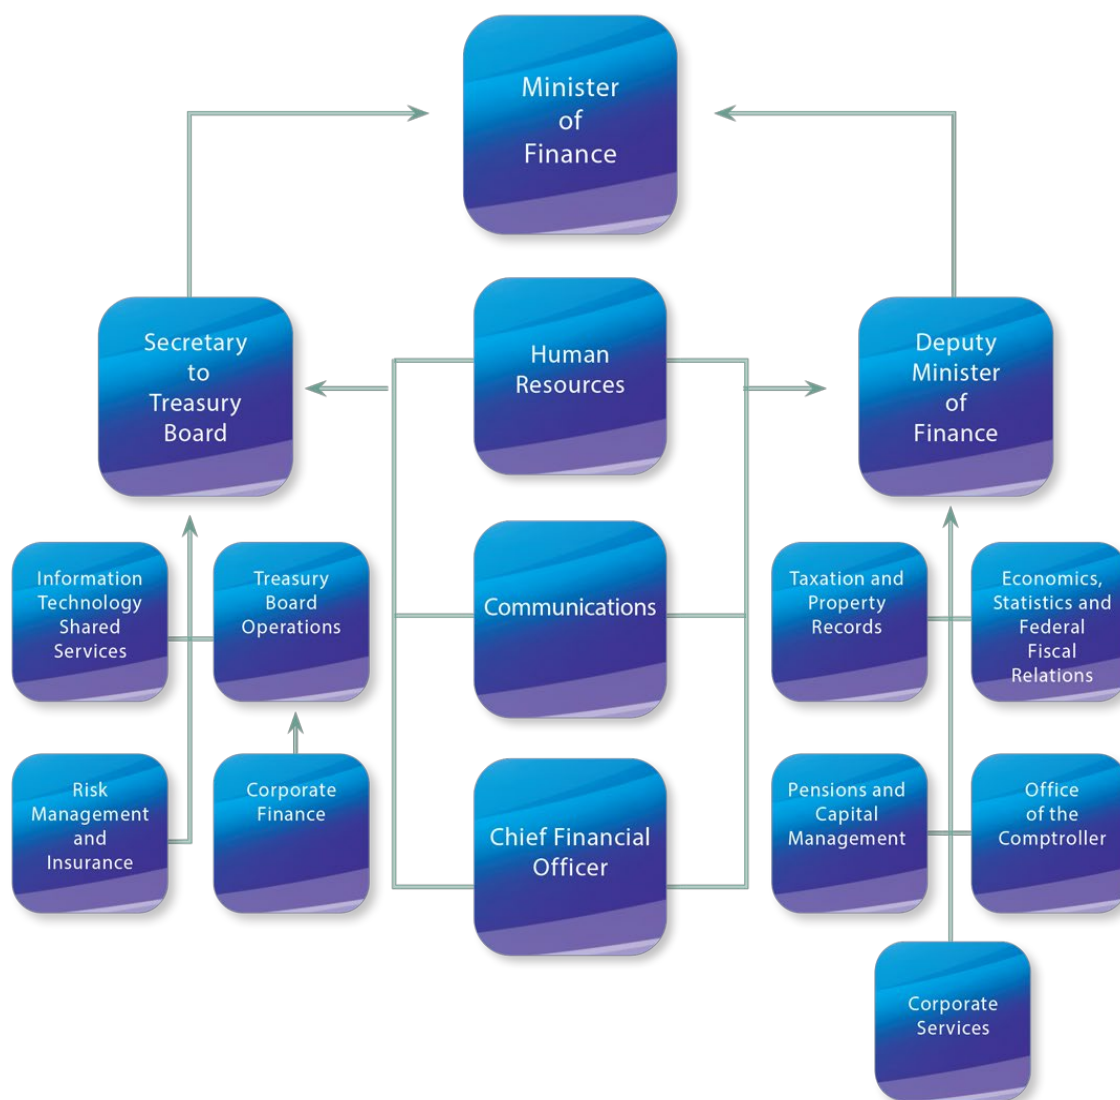 Minister
of
Finance
Secretary
to
Treasury
Board
Human
Resources
Deputy
Minister
of
Finance
Information
Technology
Shared
Services
Treasury
Board
Operations
Communications
Taxation and
Property
Records
Economics,
Statistics and
Federal
Fiscal
Relations
Risk
Management
and
Insurance
Corporate
Finance
Chief Financial
Officer
Pensions and
Capital
Management
Office
of the
Comptroller
Corporate
Services